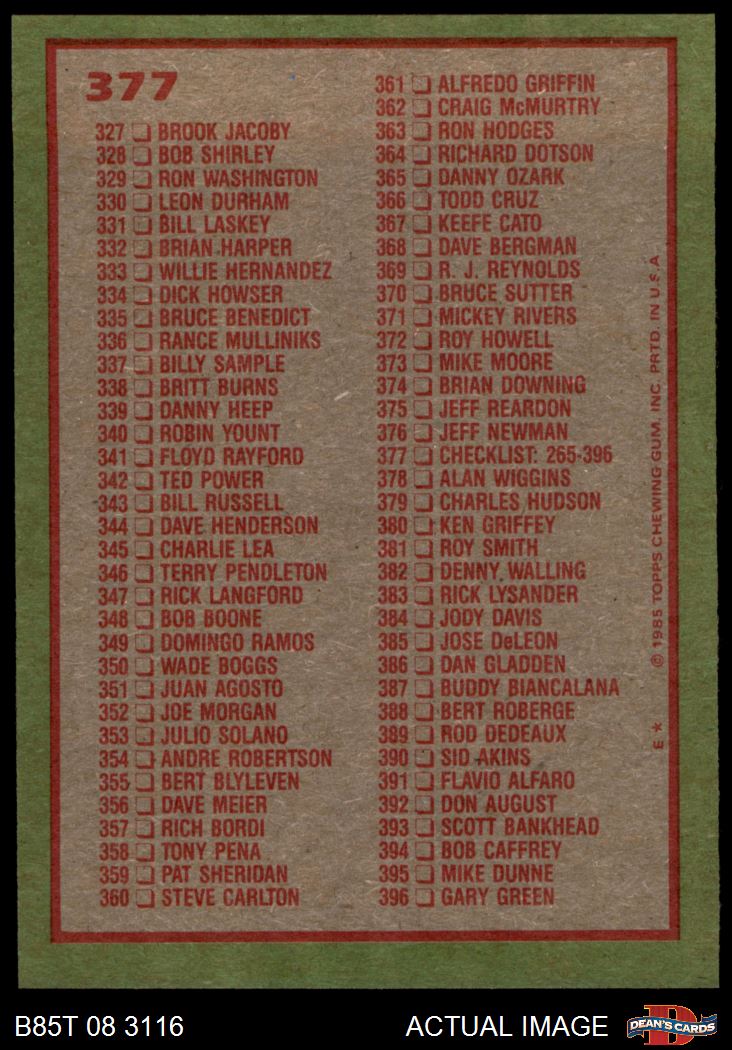 377
327 BROOK JACOBY
328 BOB SHIRLEY
329 RON WASHINGTON
330 LEON DURHAM
331 BILL LASKEY
332 BRIAN HARPER
333 WILLIE HERNANDEZ
334 DICK HOWSER
335 BRUCE BENEDICT
336 RANCE MULLINIKS
337 BILLY SAMPLE
338 BRITT BURNS
339 DANNY HEEP
340 ROBIN YOUNT
341 FLOYD RAYFORD
342 TED POWER
343 BILL RUSSELL
344 DAVE HENDERSON
345 CHARLIE LEA
346 TERRY PENDLETON
347 RICK LANGFORD
348 BOB BOONE
349 DOMINGO RAMOS
350 WADE BOGGS
351 JUAN AGOSTO
352 JOE MORGAN
353 JULIO SOLANO
354 ANDRE ROBERTSON
355 BERT BLYLEVEN
356 DAVE MEIER
357 RICH BORDI
358 TONY PENA
359 PAT SHERIDAN
360 STEVE CARLTON
361 ALFREDO GRIFFIN
362 CRAIG McMURTRY
363 RON HODGES
364 RICHARD DOTSON
365 DANNY OZARK
366 TODD CRUZ
367 KEEFE CATO
368 DAVE BERGMAN
369 R. J. REYNOLDS
370 BRUCE SUTTER
371 MICKEY RIVERS
372 ROY HOWELL
373 MIKE MOORE
374 BRIAN DOWNING
375 JEFF REARDON
376 JEFF NEWMAN
377 CHECKLIST: 265-396
378 ALAN WIGGINS
379 CHARLES HUDSON
380 KEN GRIFFEY
381 ROY SMITH
382 DENNY WALLING
383 RICK LYSANDER
384 JODY DAVIS
385 JOSE DeLEON
386 DAN GLADDEN
387 BUDDY BIANCALANA
388 BERT ROBERGE
389 ROD DEDEAUX
390 SID AKINS
391 FLAVIO ALFARO
392 DON AUGUST
393 SCOTT BANKHEAD
394 BOB CAFFREY
395 MIKE DUNNE
396 GARY GREEN
E * © 1985 TOPPS CHEWING GUM, INC. PRTD. IN U.S.A.
B85T 08 3116
ACTUAL IMAGE
D
DEAN'S CARDS